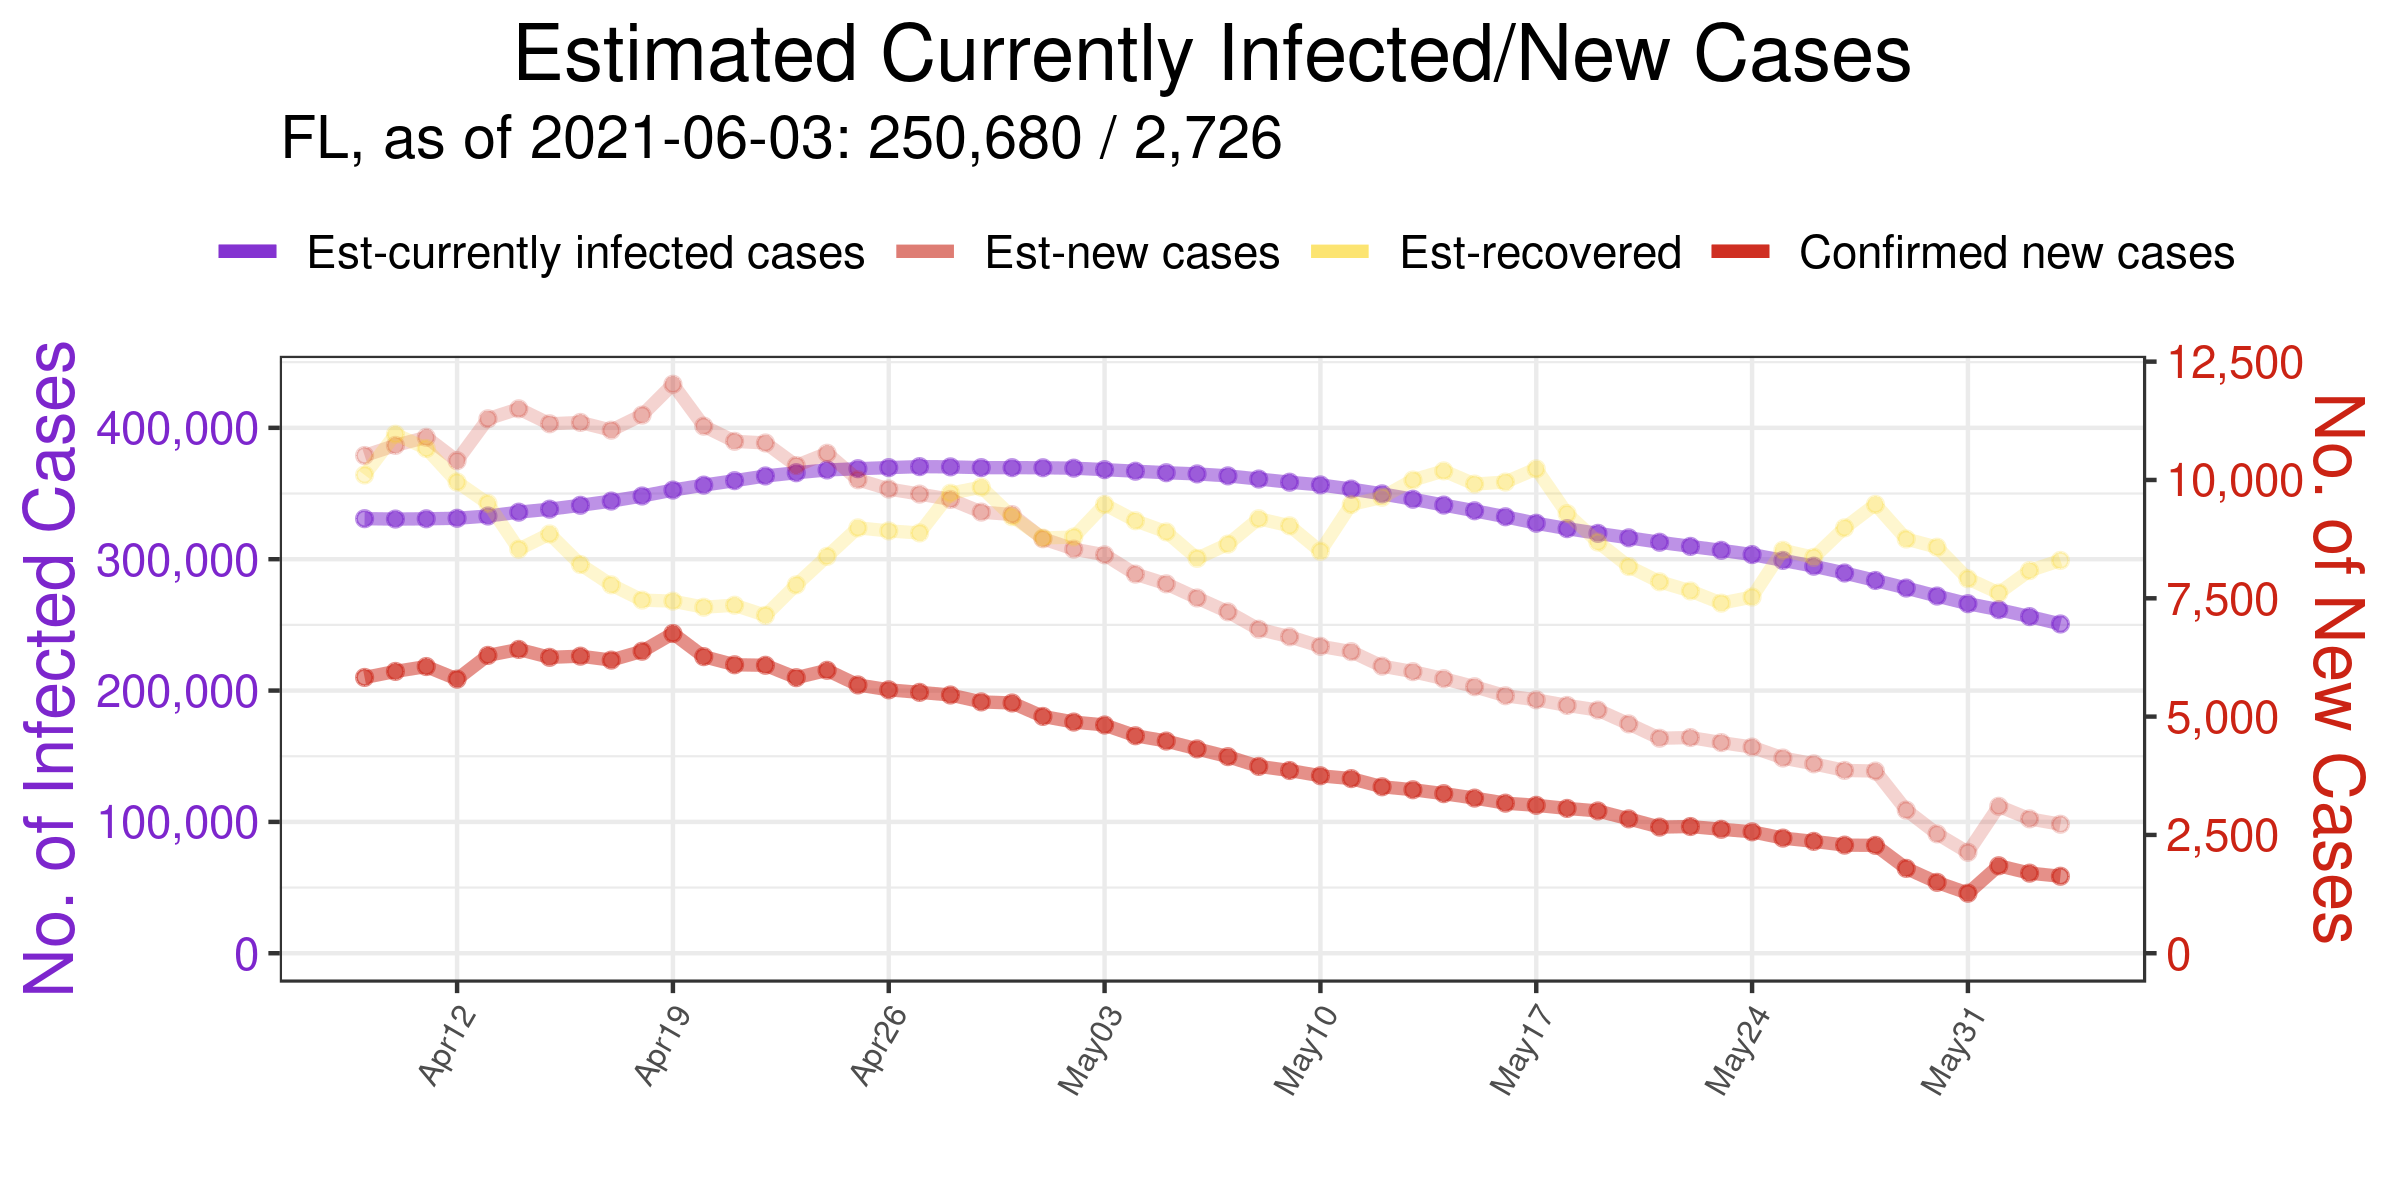 Estimated Currently Infected/New Cases
FL, as of 2021-06-03: 250,680 / 2,726
Est-currently infected cases Est-new cases Est-recovered Confirmed new cases
No. of Infected Cases
400,000
300,000
200,000
100,000
0
12,500
10,000
7,500
5,000
2,500
0
No. of New Cases
Apr12 Apr19 Apr26 May03 May10 May17 May24 May31